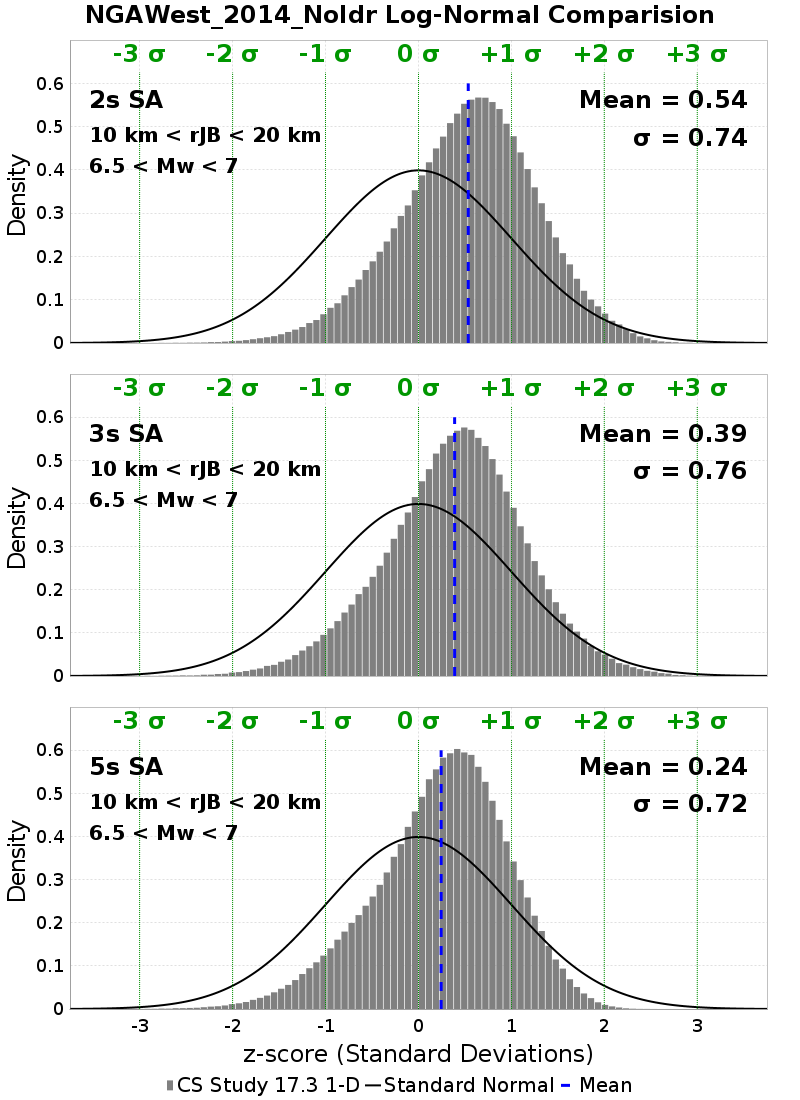 NGAWest_2014_NoIdr Log-Normal Comparision
-3 σ -2 σ -1 σ 0 σ +1 σ +2 σ +3 σ
2s SA
10 km < rJB < 20 km
6.5 < Mw < 7
Mean = 0.54
σ = 0.74
Density
0.6
0.5
0.4
0.3
0.2
0.1
0
-3 σ -2 σ -1 σ 0 σ +1 σ +2 σ +3 σ
3s SA
10 km < rJB < 20 km
6.5 < Mw < 7
Mean = 0.39
σ = 0.76
Density
0.6
0.5
0.4
0.3
0.2
0.1
0
-3 σ -2 σ -1 σ 0 σ +1 σ +2 σ +3 σ
5s SA
10 km < rJB < 20 km
6.5 < Mw < 7
Mean = 0.24
σ = 0.72
Density
0.6
0.5
0.4
0.3
0.2
0.1
0
-3 -2 -1 0 1 2 3
z-score (Standard Deviations)
CS Study 17.3 1-D Standard Normal Mean